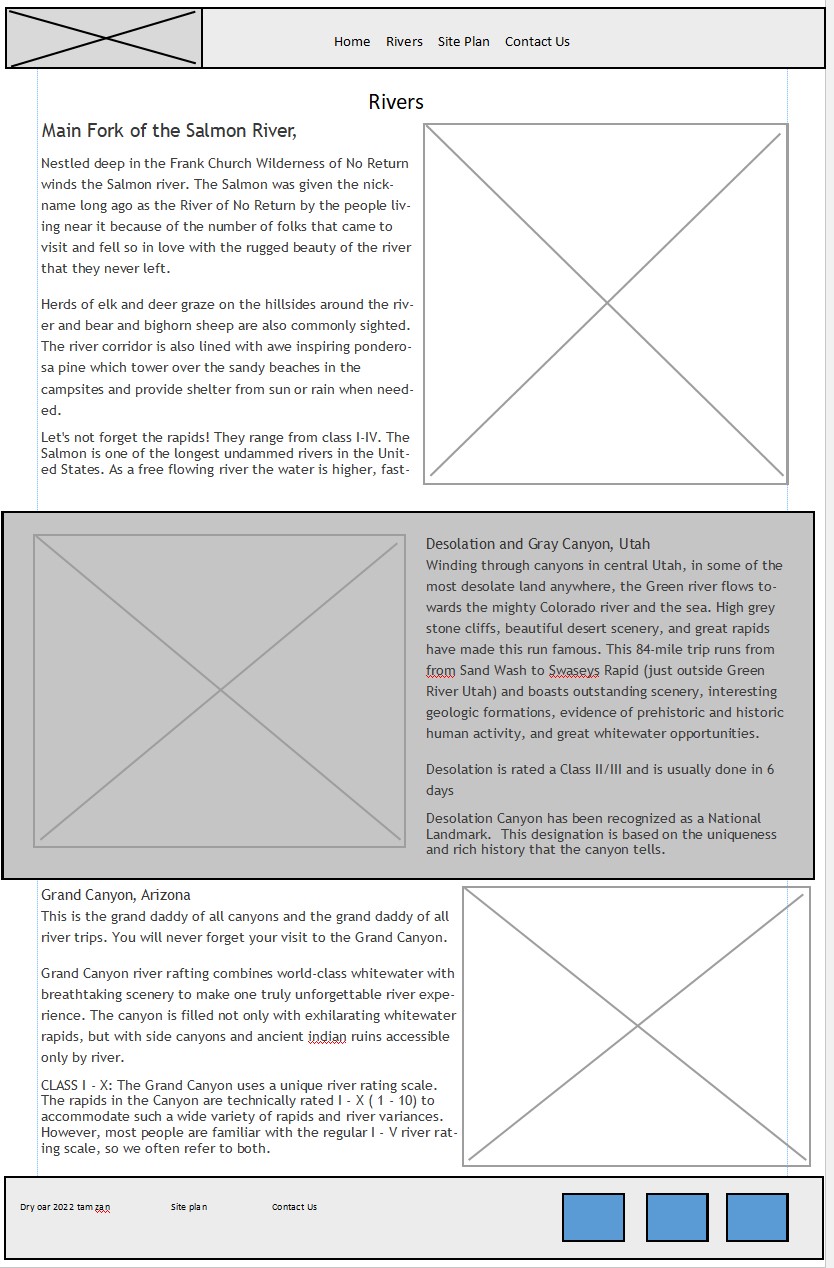 Home Rivers Site Plan Contact Us
Rivers
Main Fork of the Salmon River,
Nestled deep in the Frank Church Wilderness of No Return
winds the Salmon river. The Salmon was given the nick-
name long ago as the River of No Return by the people liv-
ing near it because of the number of folks that came to
visit and fell so in love with the rugged beauty of the river
that they never left.
Herds of elk and deer graze on the hillsides around the riv-
er and bear and bighorn sheep are also commonly sighted.
The river corridor is also lined with awe inspiring pondero-
sa pine which tower over the sandy beaches in the
campsites and provide shelter from sun or rain when need-
ed.
Let's not forget the rapids! They range from class I-IV. The
Salmon is one of the longest undammed rivers in the Unit-
ed States. As a free flowing river the water is higher, fast-
Desolation and Gray Canyon, Utah
Winding through canyons in central Utah, in some of the
most desolate land anywhere, the Green river flows to-
wards the mighty Colorado river and the sea. High grey
stone cliffs, beautiful desert scenery, and great rapids
have made this run famous. This 84-mile trip runs from
from Sand Wash to Swaseys Rapid (just outside Green
River Utah) and boasts outstanding scenery, interesting
geologic formations, evidence of prehistoric and historic
human activity, and great whitewater opportunities.
Desolation is rated a Class II/III and is usually done in 6
days
Desolation Canyon has been recognized as a National
Landmark.  This designation is based on the uniqueness
and rich history that the canyon tells.
Grand Canyon, Arizona
This is the grand daddy of all canyons and the grand daddy of all
river trips. You will never forget your visit to the Grand Canyon.
Grand Canyon river rafting combines world-class whitewater with
breathtaking scenery to make one truly unforgettable river expe-
rience. The canyon is filled not only with exhilarating whitewater
rapids, but with side canyons and ancient indian ruins accessible
only by river.
CLASS I - X: The Grand Canyon uses a unique river rating scale.
The rapids in the Canyon are technically rated I - X ( 1 - 10) to
accommodate such a wide variety of rapids and river variances.
However, most people are familiar with the regular I - V river rat-
ing scale, so we often refer to both.
Dry oar 2022 tam zan Site plan Contact Us